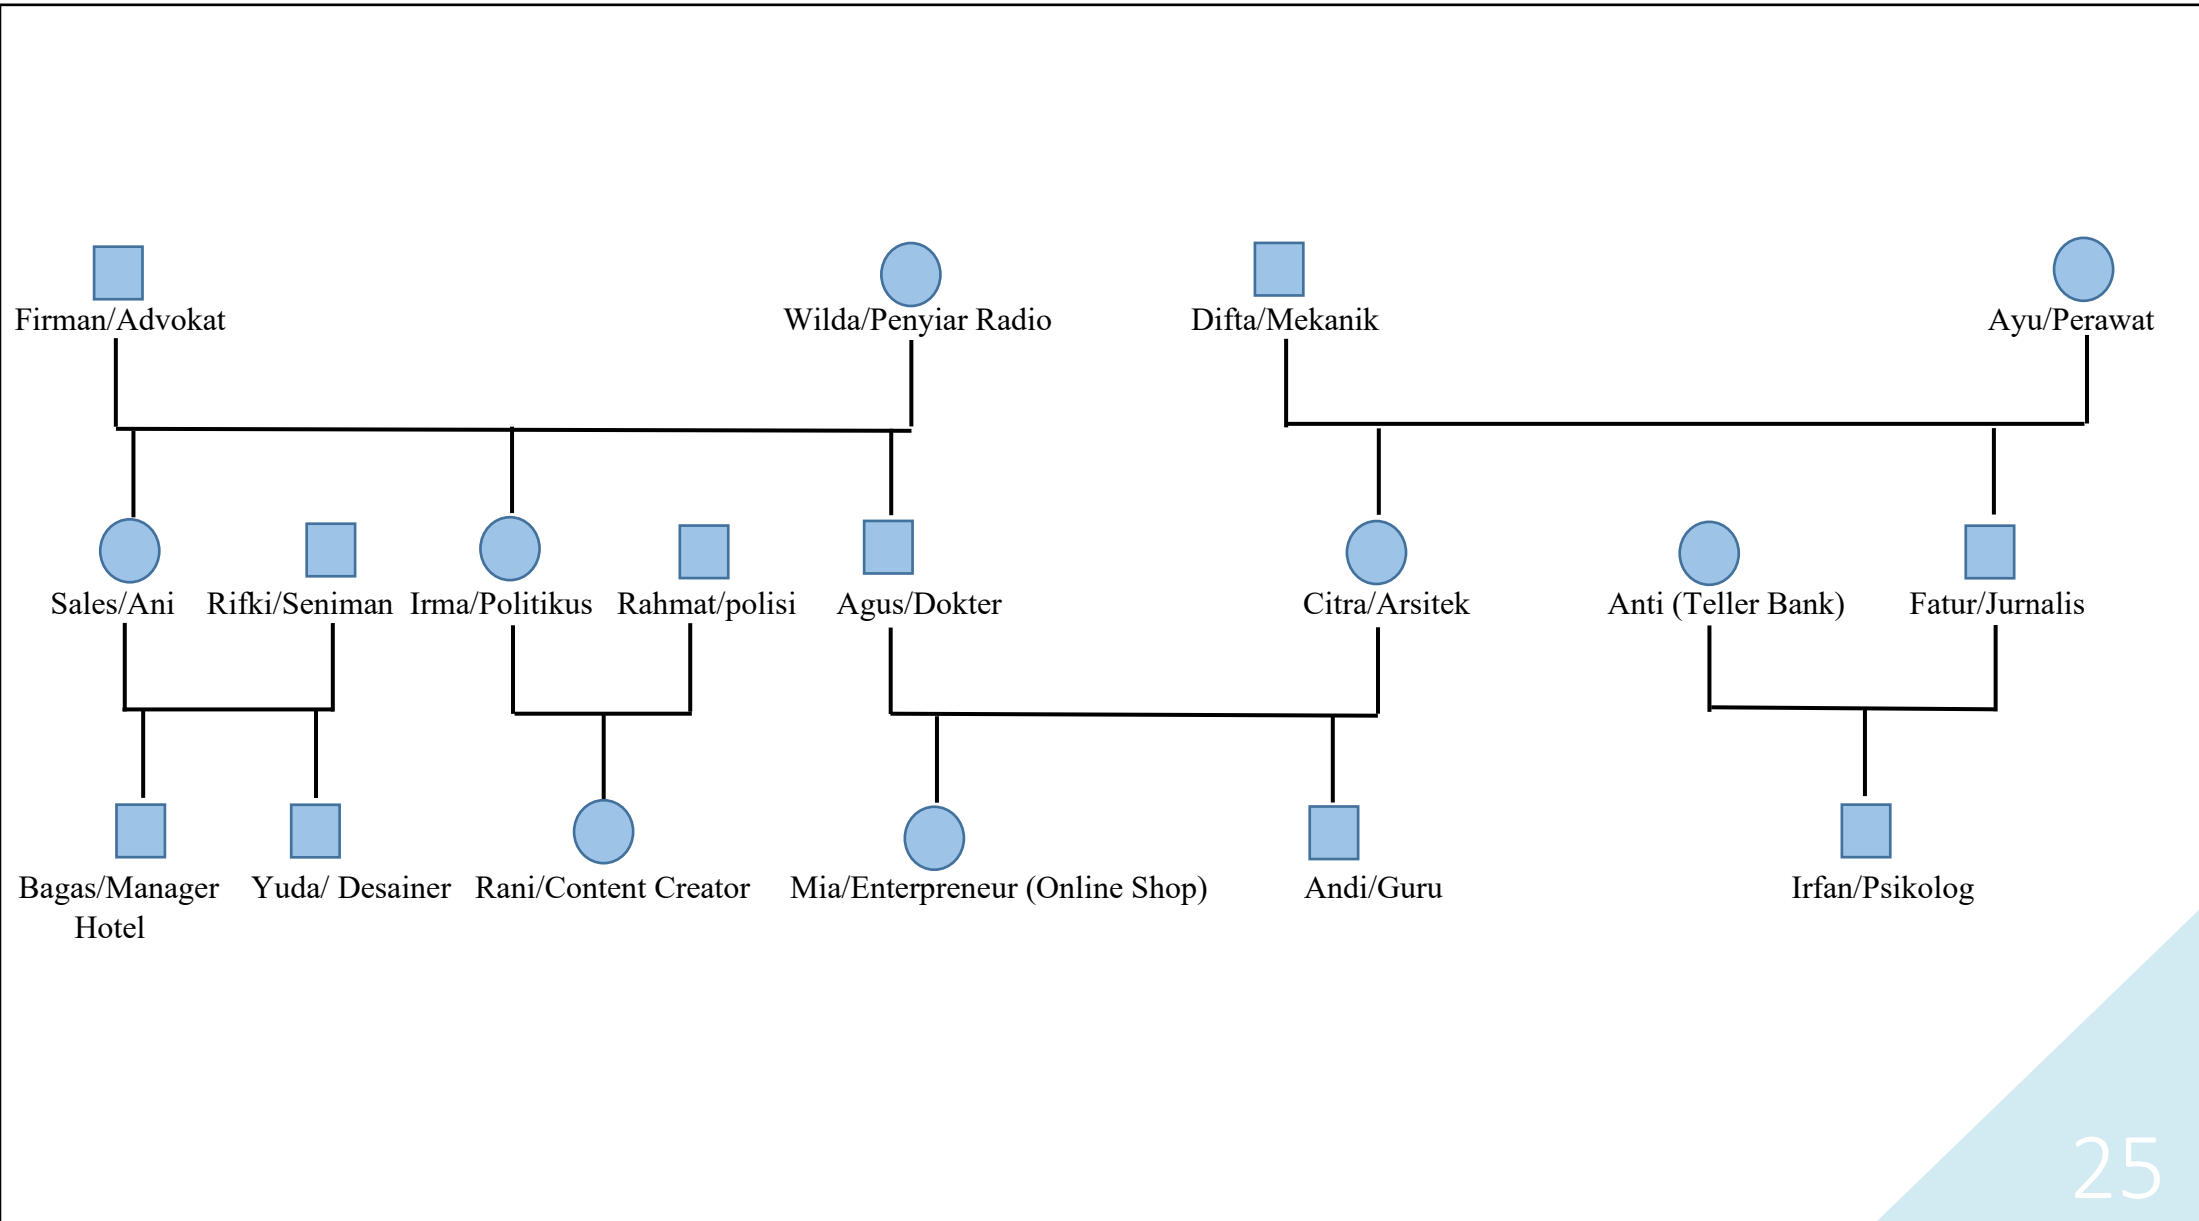 Firman/Advokat
Wilda/Penyiar Radio
Difta/Mekanik
Ayu/Perawat
Sales/Ani
Rifki/Seniman
Irma/Politikus
Rahmat/polisi
Agus/Dokter
Citra/Arsitek
Anti (Teller Bank)
Fatur/Jurnalis
Bagas/Manager
Hotel
Yuda/ Desainer
Rani/Content Creator
Mia/Enterpreneur (Online Shop)
Andi/Guru
Irfan/Psikolog
25